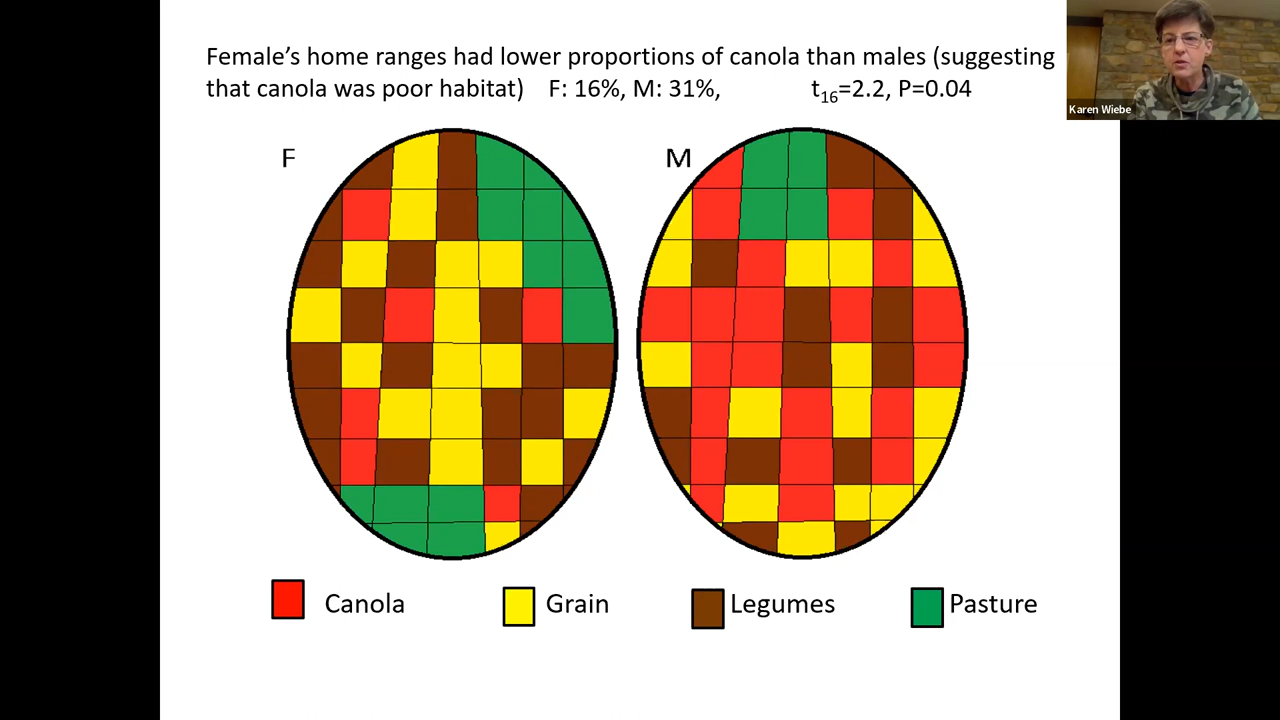 Female’s home ranges had lower proportions of canola than males (suggesting
that canola was poor habitat) F: 16%, M: 31%, t16=2.2, P=0.04
Karen Wiebe
F
M
Canola
Grain
Legumes
Pasture